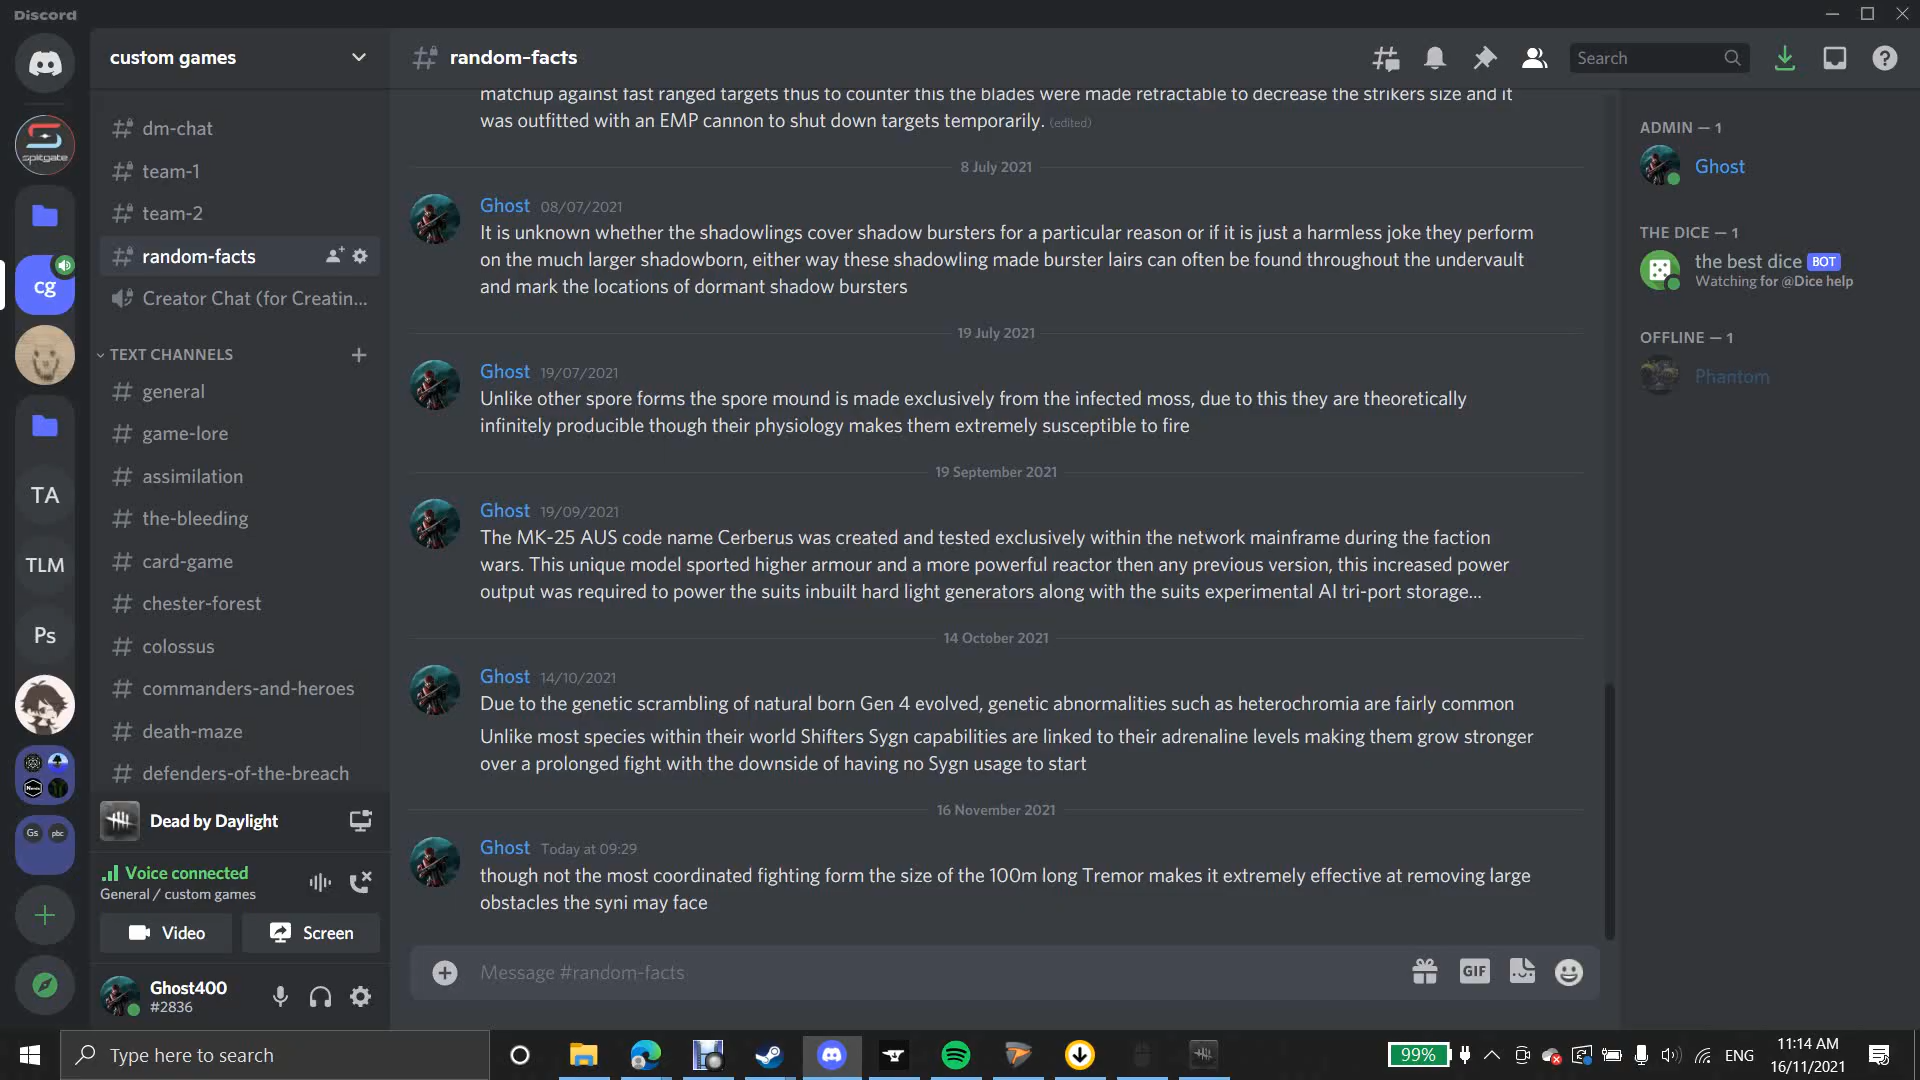 Discord
custom games
random-facts
Search
dm-chat
team-1
team-2
random-facts
Creator Chat (for Creatin...
TEXT CHANNELS
general
game-lore
assimilation
the-bleeding
card-game
chester-forest
colossus
commanders-and-heroes
death-maze
defenders-of-the-breach
Dead by Daylight
Voice connected
General / custom games
Video
Screen
Ghost400
#2836
spitgate
cg
TA
TLM
Ps
Gs
pbc
matchup against fast ranged targets thus to counter this the blades were made retractable to decrease the strikers size and it
was outfitted with an EMP cannon to shut down targets temporarily. (edited)
8 July 2021
Ghost 08/07/2021
It is unknown whether the shadowlings cover shadow bursters for a particular reason or if it is just a harmless joke they perform
on the much larger shadowborn, either way these shadowling made burster lairs can often be found throughout the undervault
and mark the locations of dormant shadow bursters
19 July 2021
Ghost 19/07/2021
Unlike other spore forms the spore mound is made exclusively from the infected moss, due to this they are theoretically
infinitely producible though their physiology makes them extremely susceptible to fire
19 September 2021
Ghost 19/09/2021
The MK-25 AUS code name Cerberus was created and tested exclusively within the network mainframe during the faction
wars. This unique model sported higher armour and a more powerful reactor then any previous version, this increased power
output was required to power the suits inbuilt hard light generators along with the suits experimental AI tri-port storage...
14 October 2021
Ghost 14/10/2021
Due to the genetic scrambling of natural born Gen 4 evolved, genetic abnormalities such as heterochromia are fairly common
Unlike most species within their world Shifters Sygn capabilities are linked to their adrenaline levels making them grow stronger
over a prolonged fight with the downside of having no Sygn usage to start
16 November 2021
Ghost Today at 09:29
though not the most coordinated fighting form the size of the 100m long Tremor makes it extremely effective at removing large
obstacles the syni may face
Message #random-facts
GIF
ADMIN — 1
Ghost
THE DICE — 1
the best dice BOT
Watching for @Dice help
OFFLINE — 1
Phantom
Type here to search
99%
ENG
11:14 AM
16/11/2021